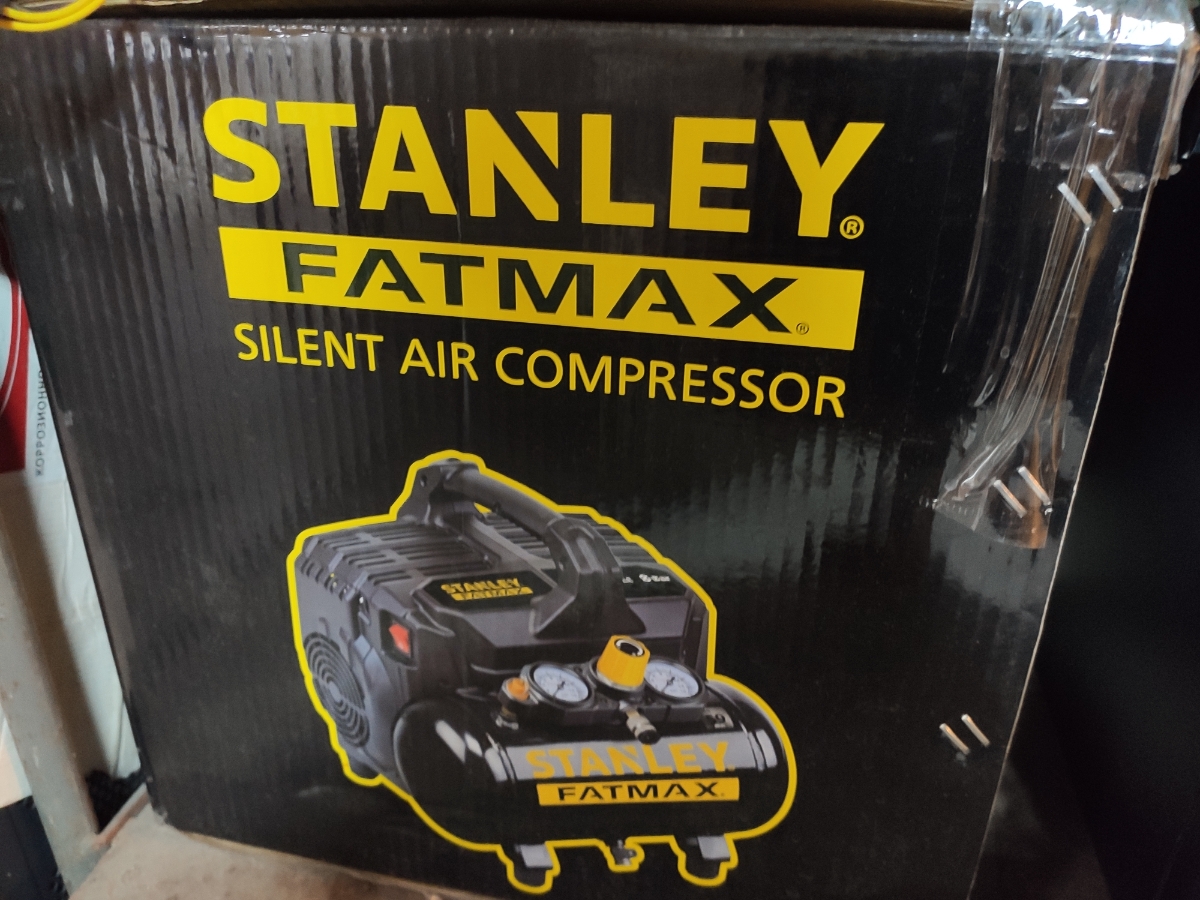 STANLEY®
FATMAX®
SILENT AIR COMPRESSOR
STANLEY
FATMAX
STANLEY
FATMAX